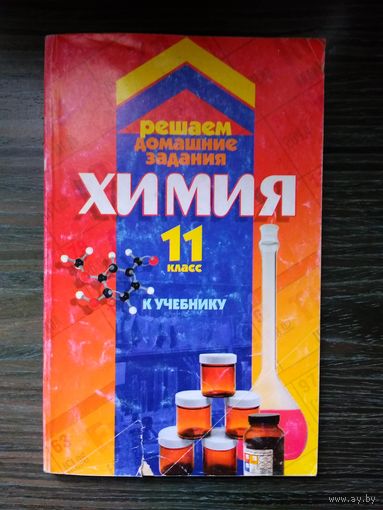 решаем
домашние
задания
ХИМИЯ
11
класс
К УЧЕБНИКУ
www.ay.by